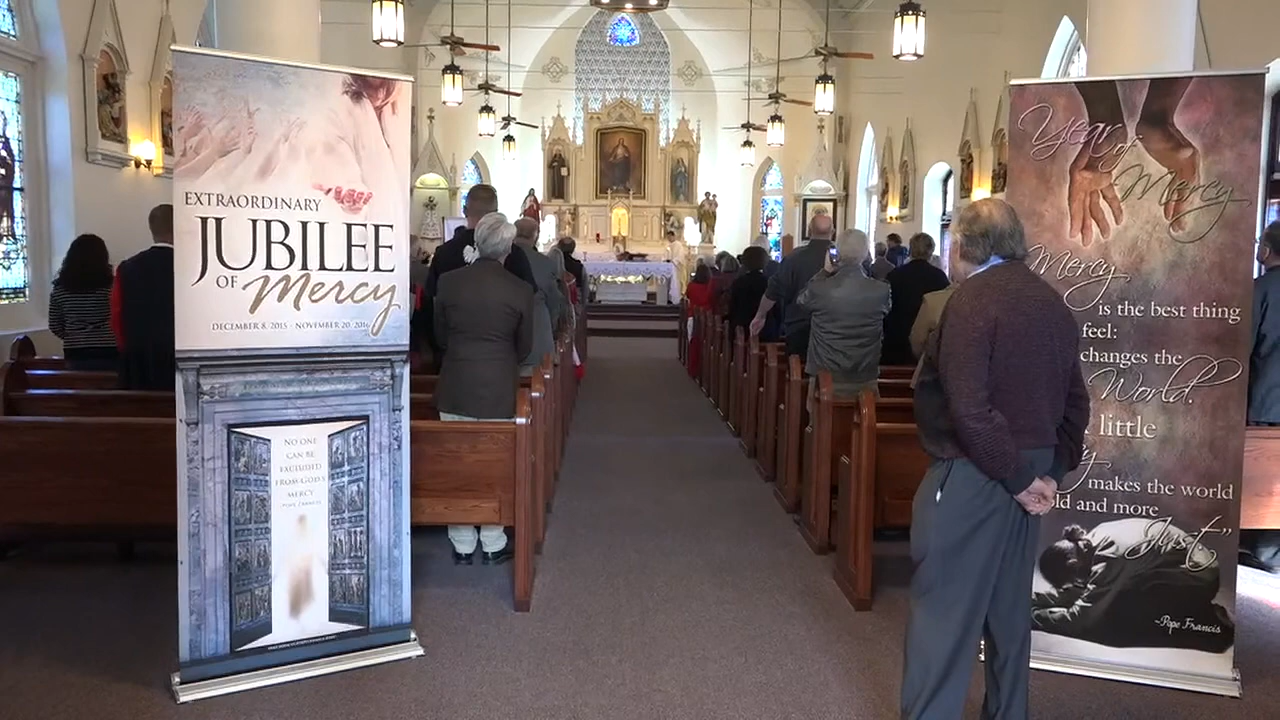 EXTRAORDINARY
JUBILEE
OF Mercy
DECEMBER 8, 2015 - NOVEMBER 20, 2016
NO ONE
CAN BE
EXCLUDED
FROM GOD'S
MERCY
POPE FRANCIS
Year of
Mercy
Mercy
is the best thing
feel:
changes the
World.
little
y
makes the world
ld and more
Just."
~Pope Francis